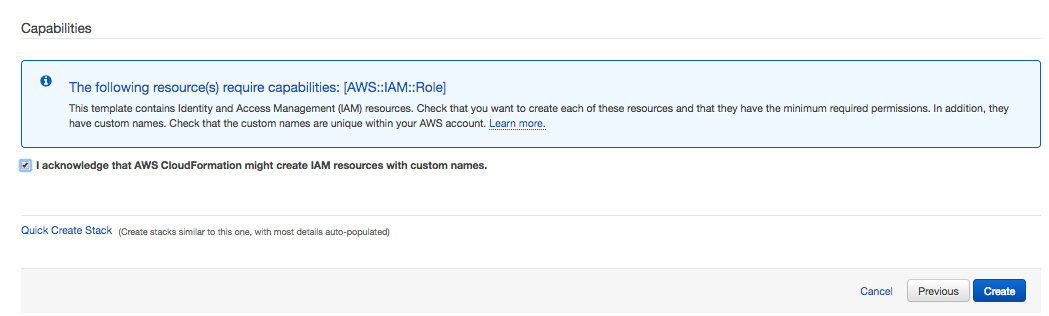 Capabilities
The following resource(s) require capabilities: [AWS::IAM::Role]
This template contains Identity and Access Management (IAM) resources. Check that you want to create each of these resources and that they have the minimum required permissions. In addition, they
have custom names. Check that the custom names are unique within your AWS account. Learn more.
I acknowledge that AWS CloudFormation might create IAM resources with custom names.
Quick Create Stack (Create stacks similar to this one, with most details auto-populated)
Cancel Previous Create